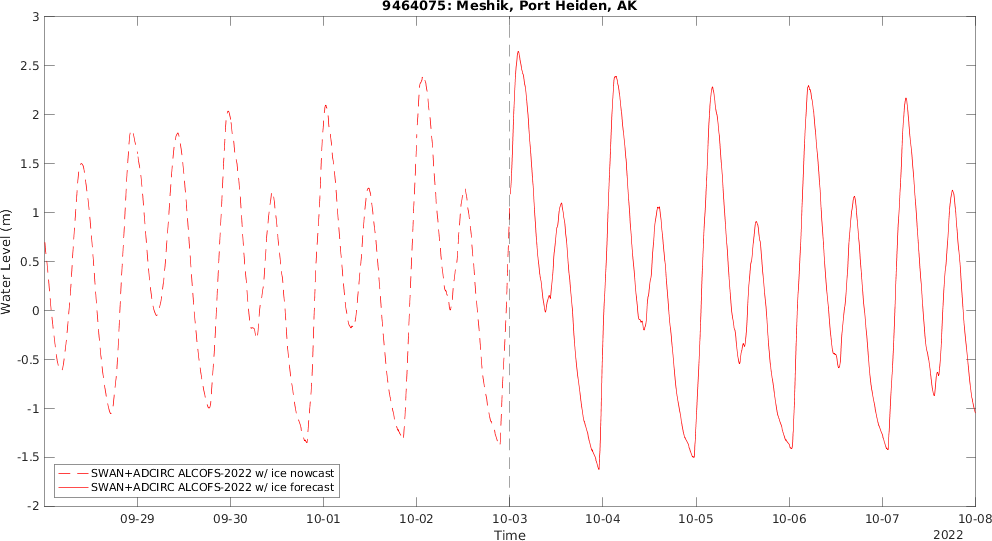 9464075: Meshik, Port Heiden, AK
3
2.5
2
1.5
1
0.5
0
-0.5
-1
-1.5
-2
Water Level (m)
SWAN+ADCIRC ALCOFS-2022 w/ ice nowcast
SWAN+ADCIRC ALCOFS-2022 w/ ice forecast
09-29 09-30 10-01 10-02 10-03 10-04 10-05 10-06 10-07 10-08
Time
2022